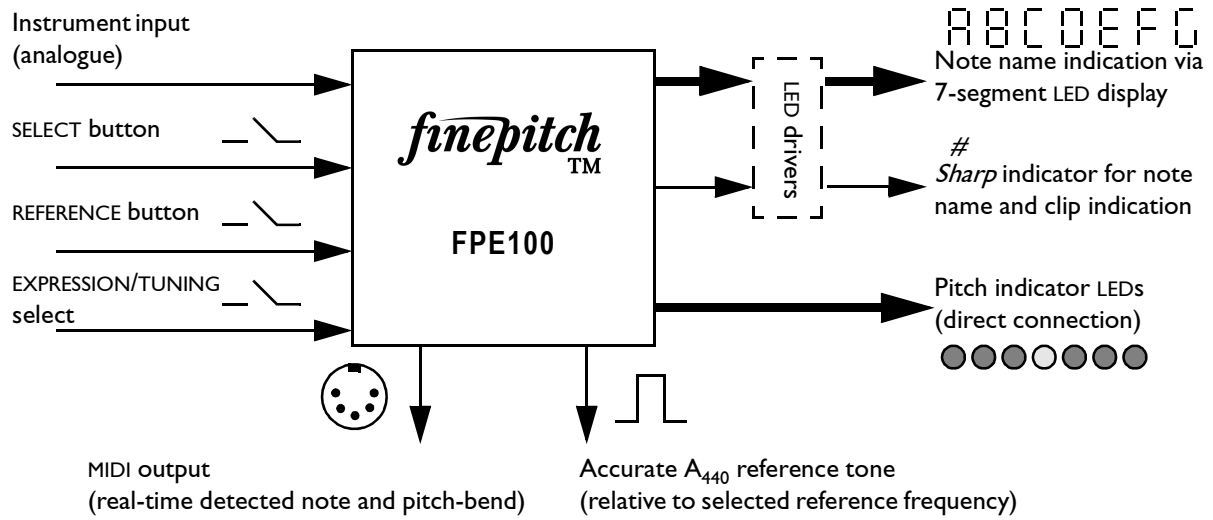 Instrument input
(analogue)
SELECT button
REFERENCE button
EXPRESSION/TUNING
select
finepitch
TM
FPE100
LED drivers
A B C D E F G
Note name indication via
7-segment LED display
#
Sharp indicator for note
name and clip indication
Pitch indicator LEDs
(direct connection)
MIDI output
(real-time detected note and pitch-bend)
Accurate A440 reference tone
(relative to selected reference frequency)